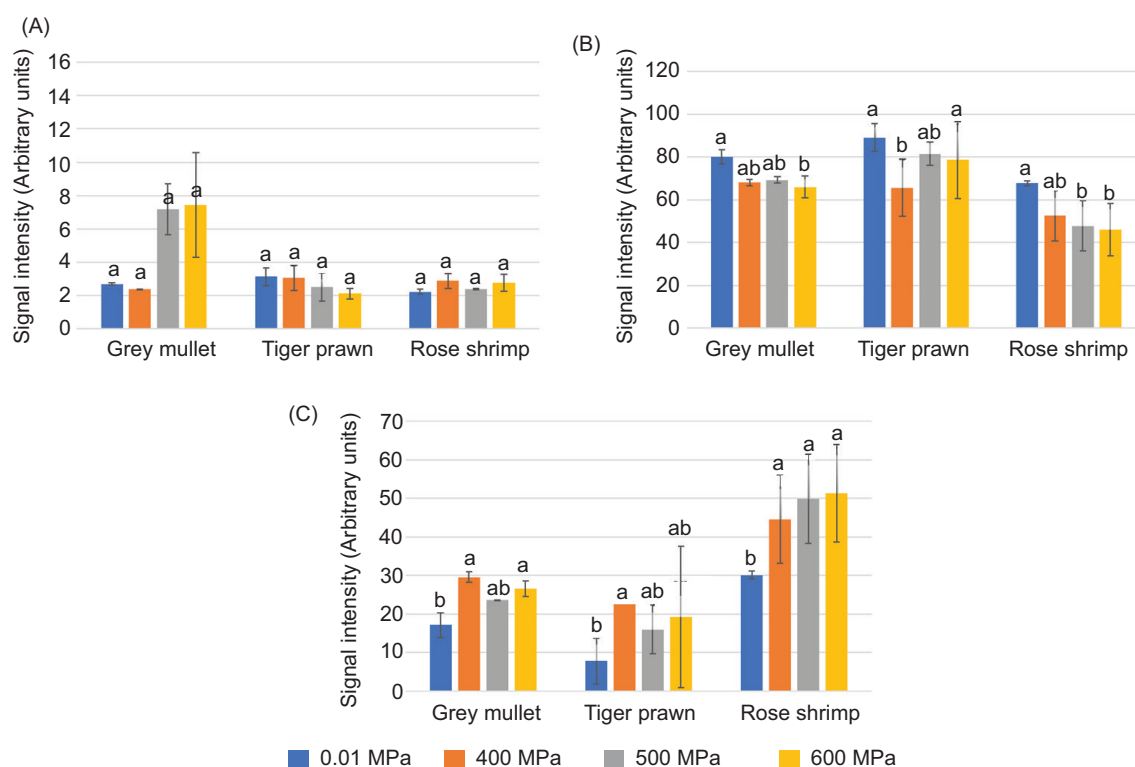 (A)
Signal intensity (Arbitrary units)
16
14
12
10
8
6
4
2
0
a a a a
a a a a
a a a a
Grey mullet Tiger prawn Rose shrimp
(B)
Signal intensity (Arbitrary units)
120
100
80
60
40
20
0
a ab ab b
a b ab a
a ab b b
Grey mullet Tiger prawn Rose shrimp
(C)
Signal intensity (Arbitrary units)
70
60
50
40
30
20
10
0
b a ab a
b a ab ab
b a a a
Grey mullet Tiger prawn Rose shrimp
0.01 MPa 400 MPa 500 MPa 600 MPa